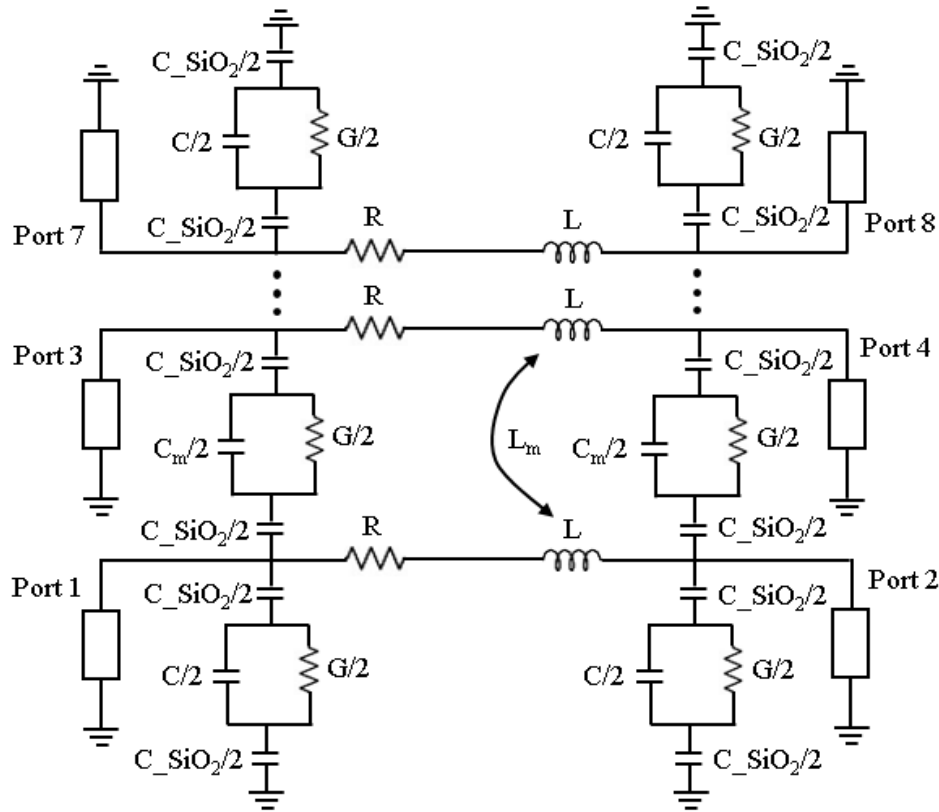 C_SiO₂/2
C_SiO₂/2
C/2
G/2
C/2
G/2
C_SiO₂/2
R
L
C_SiO₂/2
Port 7
Port 8
R
L
Port 3
C_SiO₂/2
C_SiO₂/2
Port 4
Cₘ/2
G/2
Lₘ
Cₘ/2
G/2
C_SiO₂/2
R
L
C_SiO₂/2
Port 1
C_SiO₂/2
C_SiO₂/2
Port 2
C/2
G/2
C/2
G/2
C_SiO₂/2
C_SiO₂/2